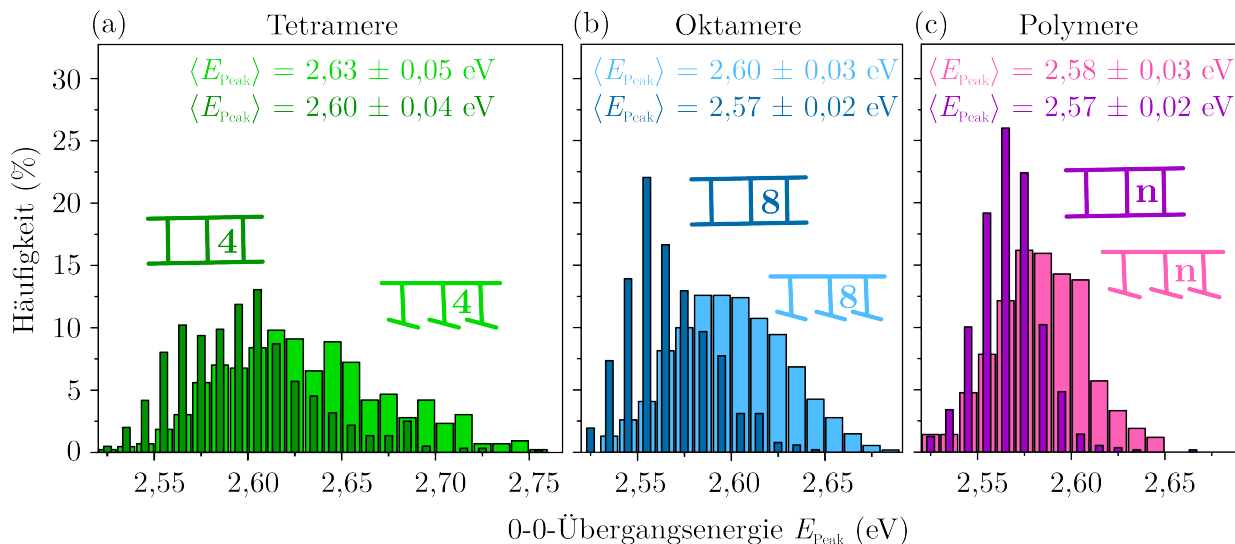 (a) Tetramere
(b) Oktamere
(c) Polymere
⟨E_Peak⟩ = 2,63 ± 0,05 eV
⟨E_Peak⟩ = 2,60 ± 0,04 eV
⟨E_Peak⟩ = 2,60 ± 0,03 eV
⟨E_Peak⟩ = 2,57 ± 0,02 eV
⟨E_Peak⟩ = 2,58 ± 0,03 eV
⟨E_Peak⟩ = 2,57 ± 0,02 eV
Häufigkeit (%)
30
25
20
15
10
5
0
4
4
8
8
n
n
2,55 2,60 2,65 2,70 2,75
2,55 2,60 2,65
2,55 2,60 2,65
0-0-Übergangsenergie E_Peak (eV)